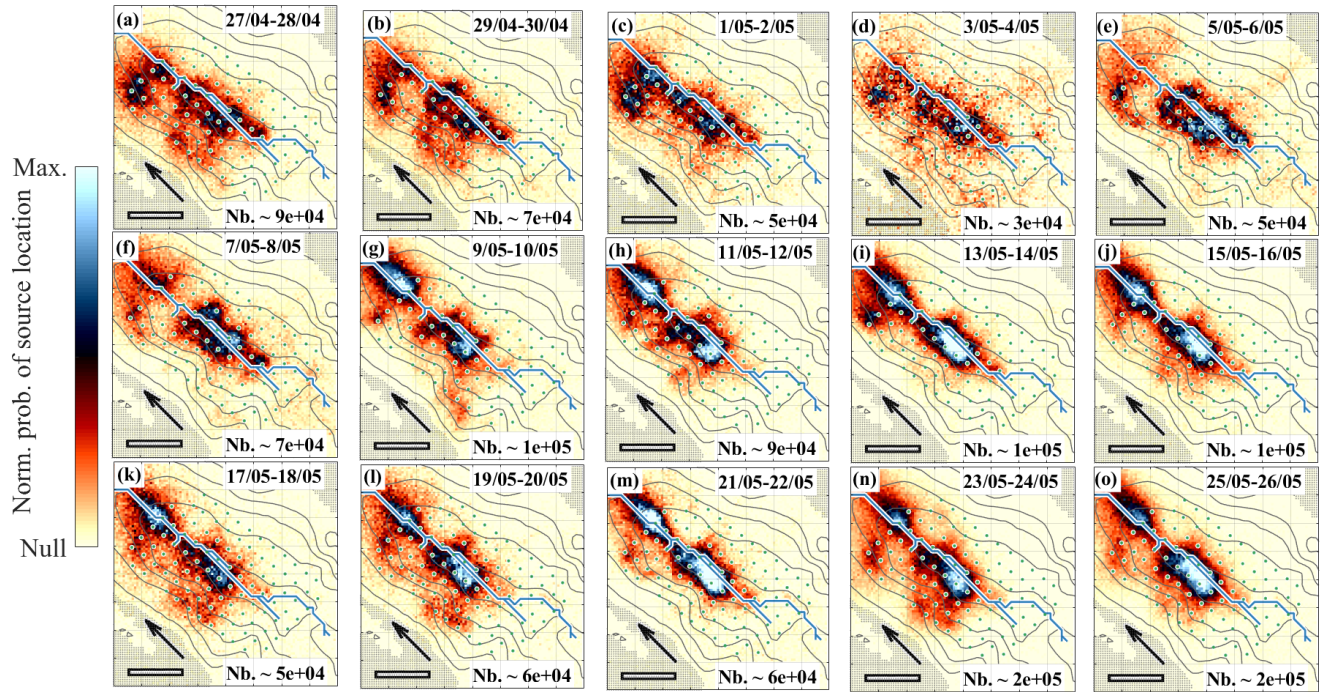 (a) 27/04-28/04
Nb. ~ 9e+04
(b) 29/04-30/04
Nb. ~ 7e+04
(c) 1/05-2/05
Nb. ~ 5e+04
(d) 3/05-4/05
Nb. ~ 3e+04
(e) 5/05-6/05
Nb. ~ 5e+04
Max.
Norm. prob. of source location
Null
(f) 7/05-8/05
Nb. ~ 7e+04
(g) 9/05-10/05
Nb. ~ 1e+05
(h) 11/05-12/05
Nb. ~ 9e+04
(i) 13/05-14/05
Nb. ~ 1e+05
(j) 15/05-16/05
Nb. ~ 1e+05
(k) 17/05-18/05
Nb. ~ 5e+04
(l) 19/05-20/05
Nb. ~ 6e+04
(m) 21/05-22/05
Nb. ~ 6e+04
(n) 23/05-24/05
Nb. ~ 2e+05
(o) 25/05-26/05
Nb. ~ 2e+05